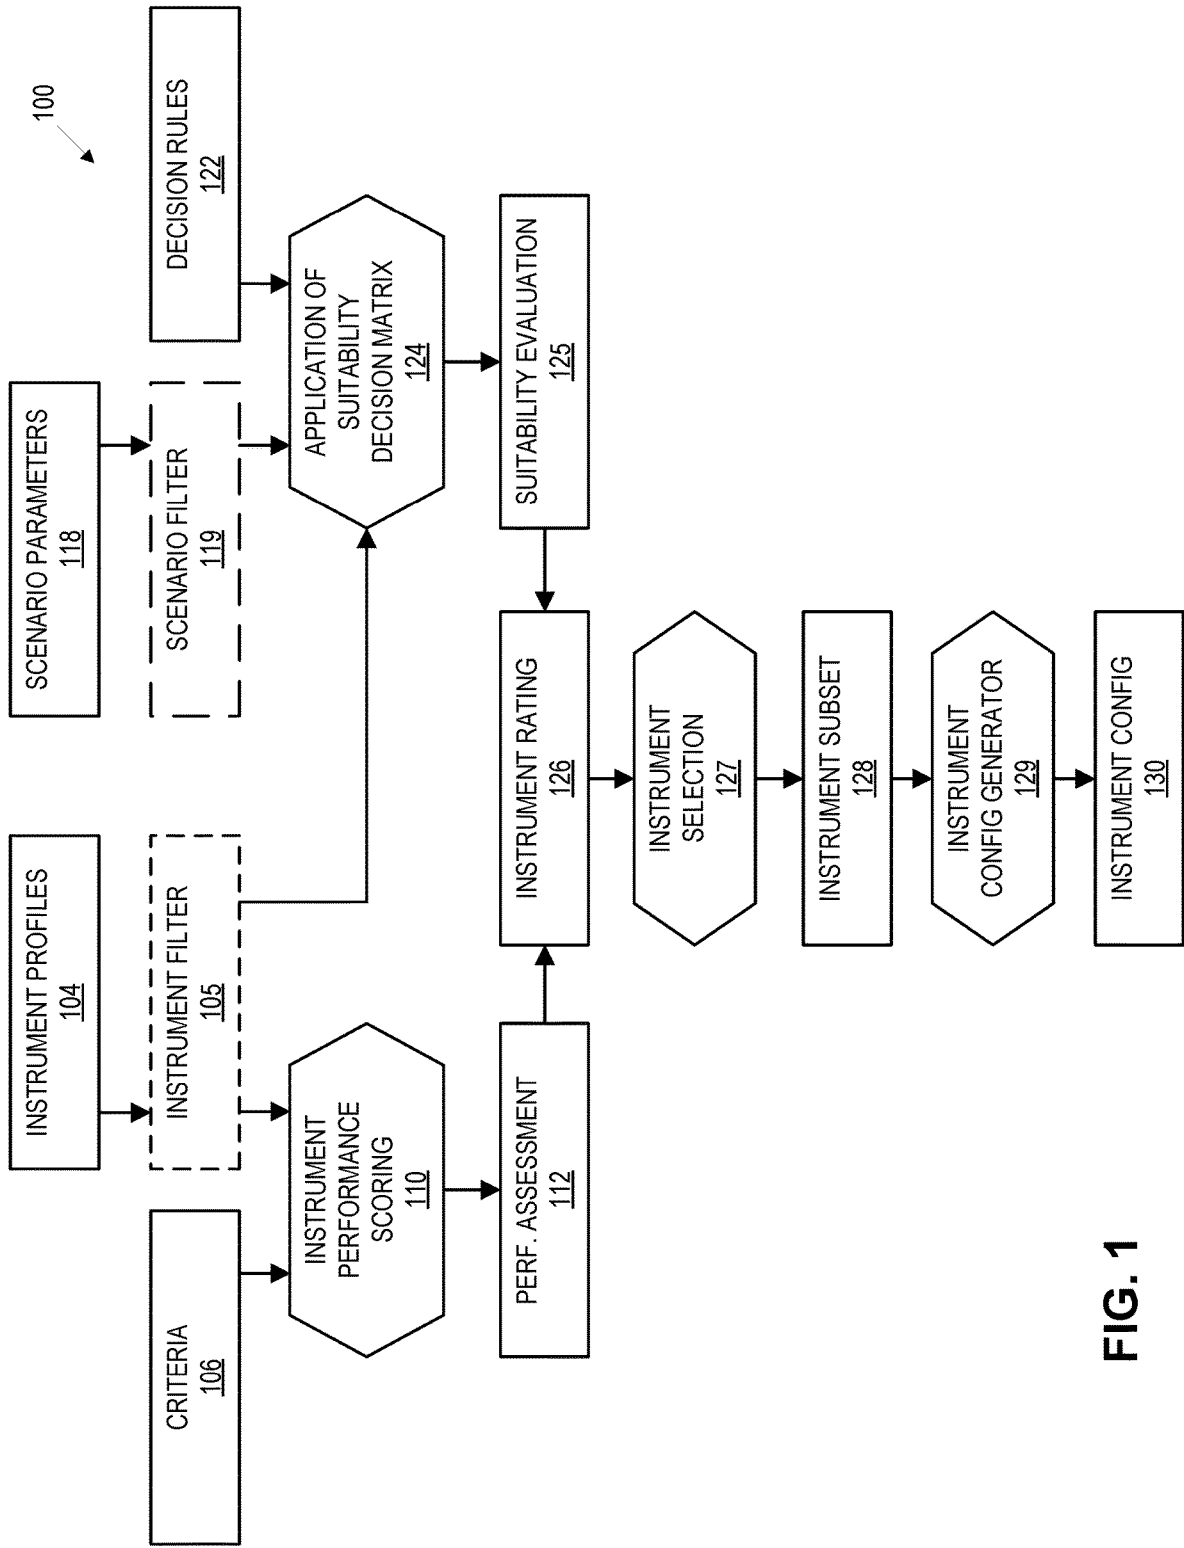 100
INSTRUMENT PROFILES
104
SCENARIO PARAMETERS
118
CRITERIA
106
INSTRUMENT FILTER
105
SCENARIO FILTER
119
DECISION RULES
122
INSTRUMENT
PERFORMANCE
SCORING
110
APPLICATION OF
SUITABILITY
DECISION MATRIX
124
PERF. ASSESSMENT
112
INSTRUMENT RATING
126
SUITABILITY EVALUATION
125
INSTRUMENT
SELECTION
127
INSTRUMENT SUBSET
128
INSTRUMENT
CONFIG GENERATOR
129
INSTRUMENT CONFIG
130
FIG. 1